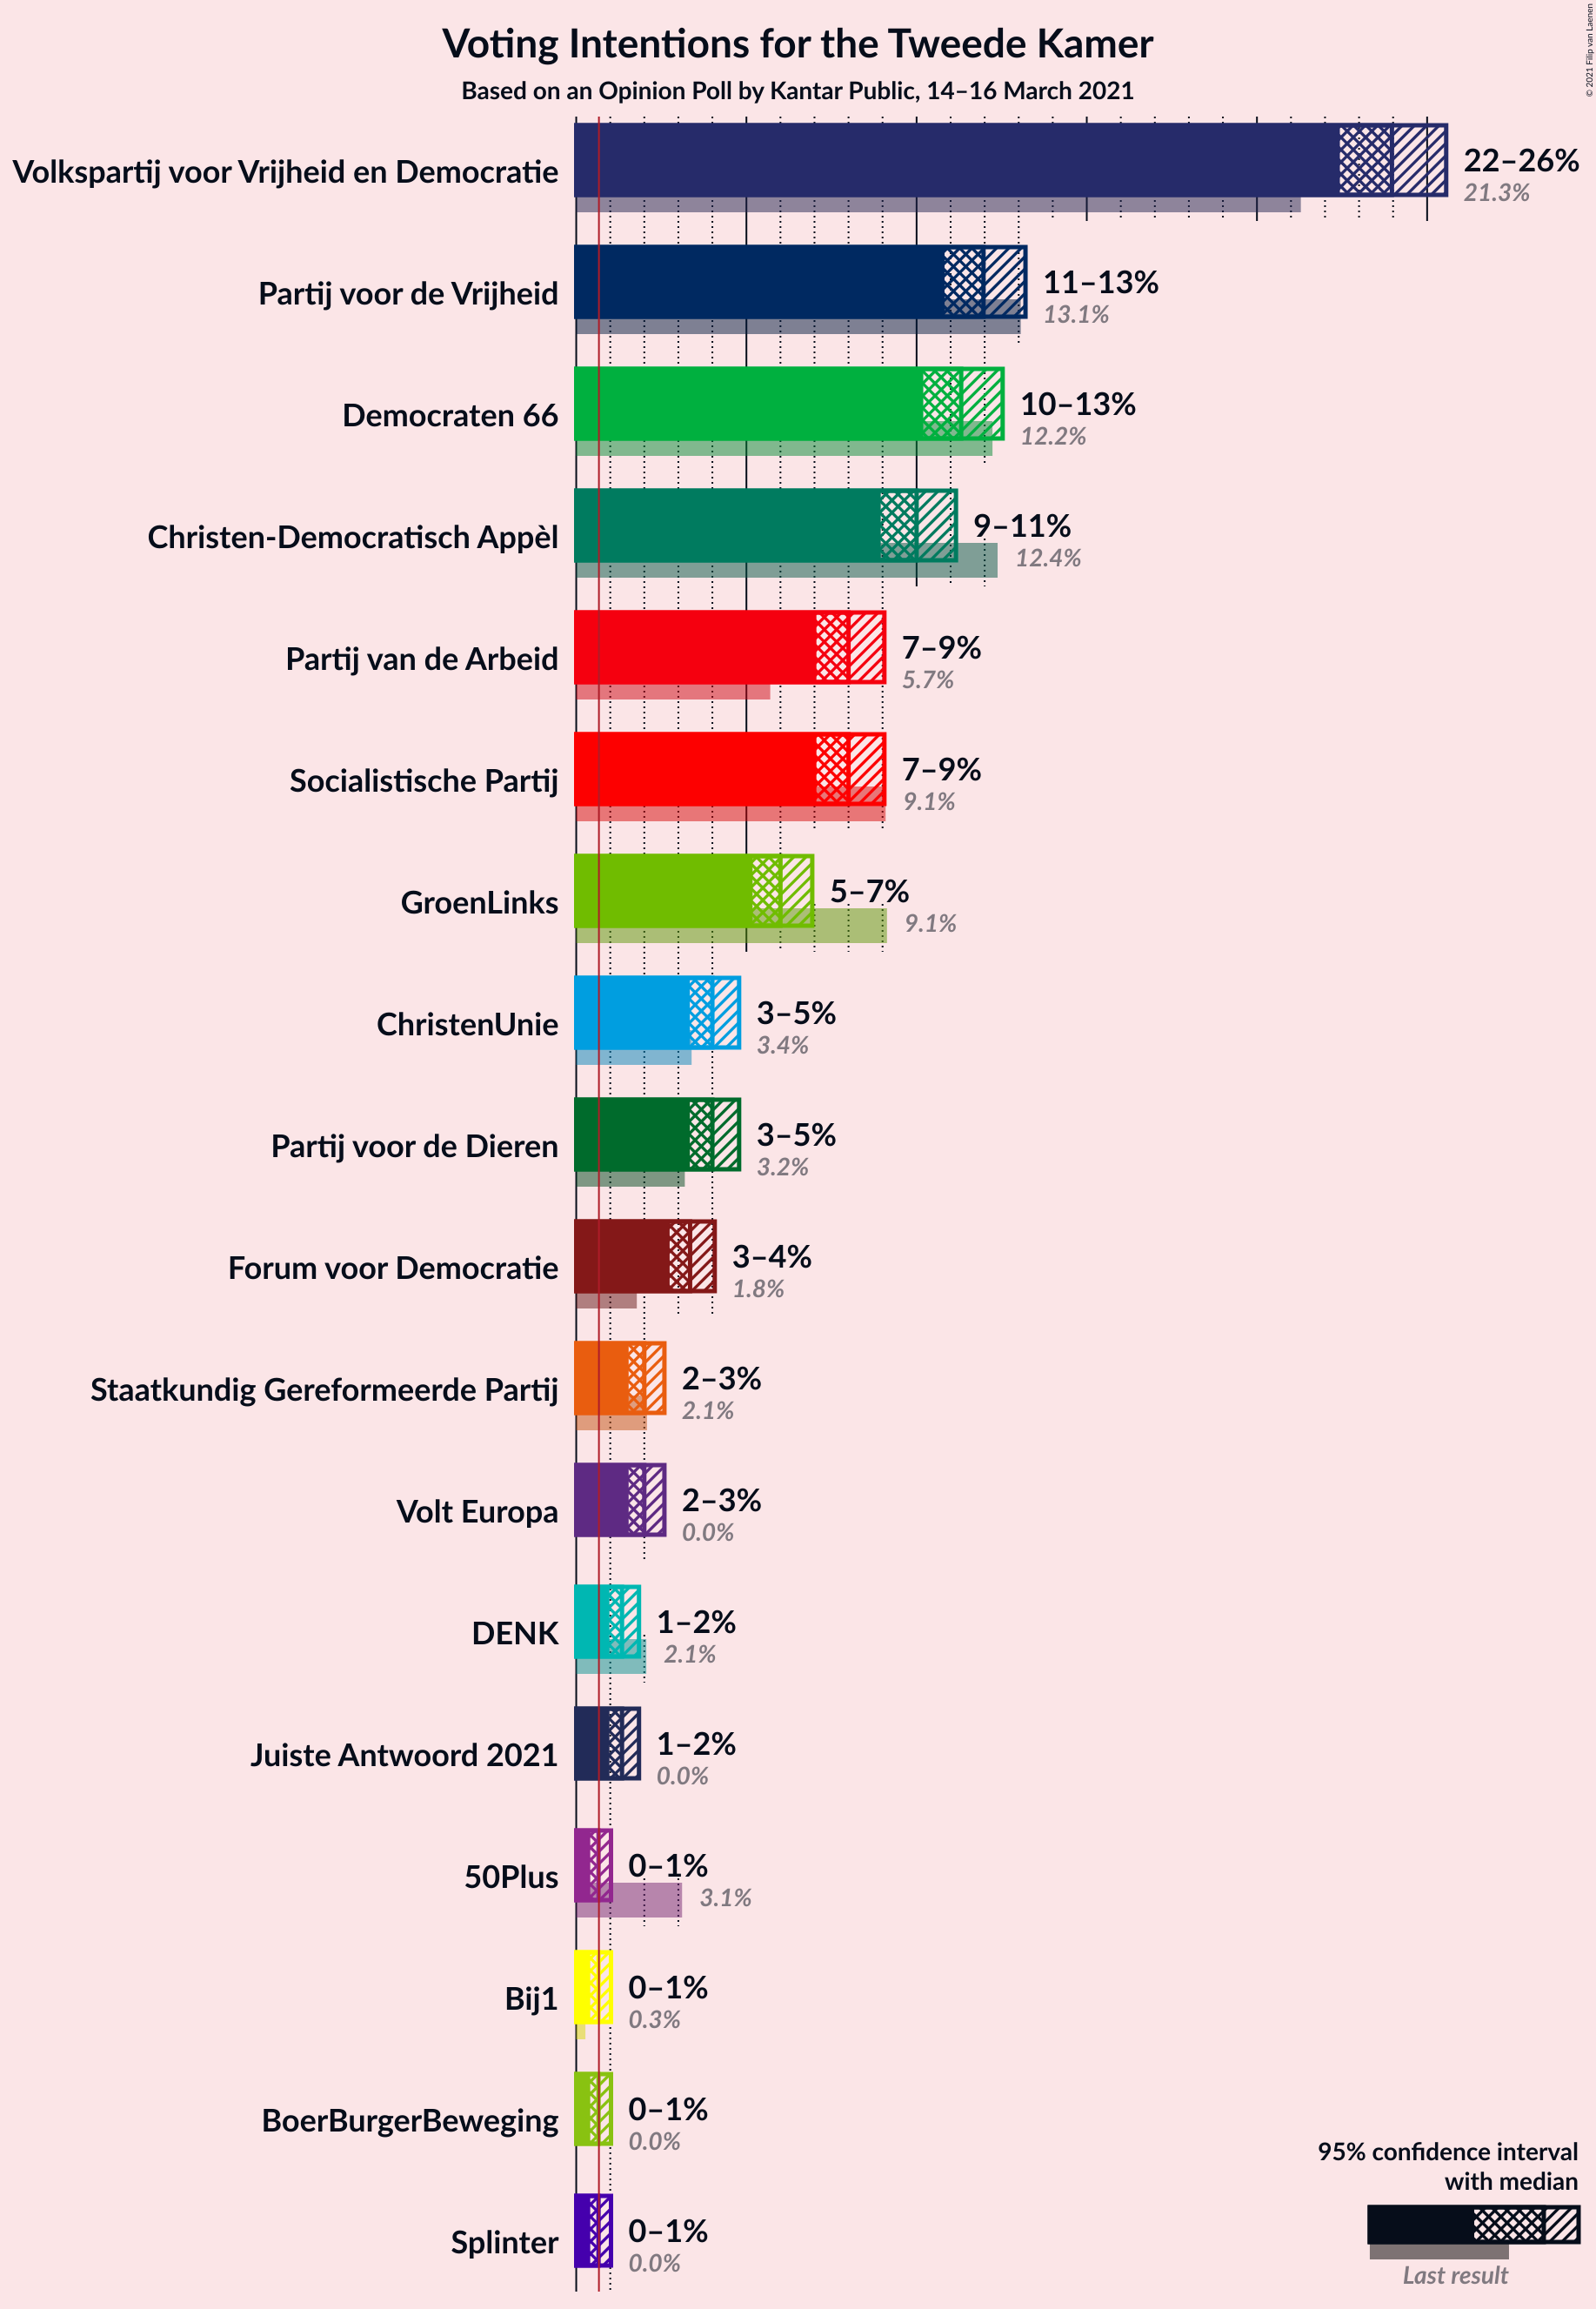 Voting Intentions for the Tweede Kamer
Based on an Opinion Poll by Kantar Public, 14–16 March 2021
© 2021 Filip van Laenen
Volkspartij voor Vrijheid en Democratie
22–26%
21.3%
Partij voor de Vrijheid
11–13%
13.1%
Democraten 66
10–13%
12.2%
Christen-Democratisch Appèl
9–11%
12.4%
Partij van de Arbeid
7–9%
5.7%
Socialistische Partij
7–9%
9.1%
GroenLinks
5–7%
9.1%
ChristenUnie
3–5%
3.4%
Partij voor de Dieren
3–5%
3.2%
Forum voor Democratie
3–4%
1.8%
Staatkundig Gereformeerde Partij
2–3%
2.1%
Volt Europa
2–3%
0.0%
DENK
1–2%
2.1%
Juiste Antwoord 2021
1–2%
0.0%
50Plus
0–1%
3.1%
Bij1
0–1%
0.3%
BoerBurgerBeweging
0–1%
0.0%
Splinter
0–1%
0.0%
95% confidence interval
with median
Last result